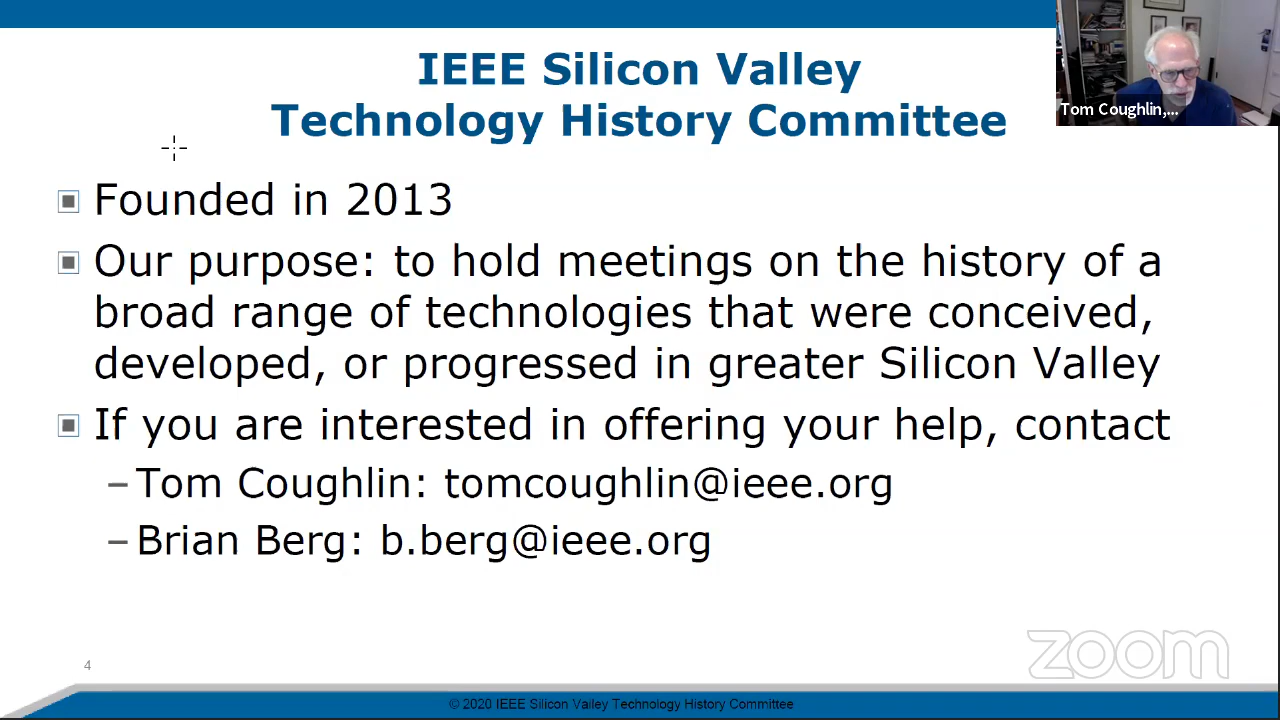 IEEE Silicon Valley
Technology History Committee
Tom Coughlin,...
Founded in 2013
Our purpose: to hold meetings on the history of a
broad range of technologies that were conceived,
developed, or progressed in greater Silicon Valley
If you are interested in offering your help, contact
–Tom Coughlin: tomcoughlin@ieee.org
–Brian Berg: b.berg@ieee.org
zoom
4
© 2020 IEEE Silicon Valley Technology History Committee